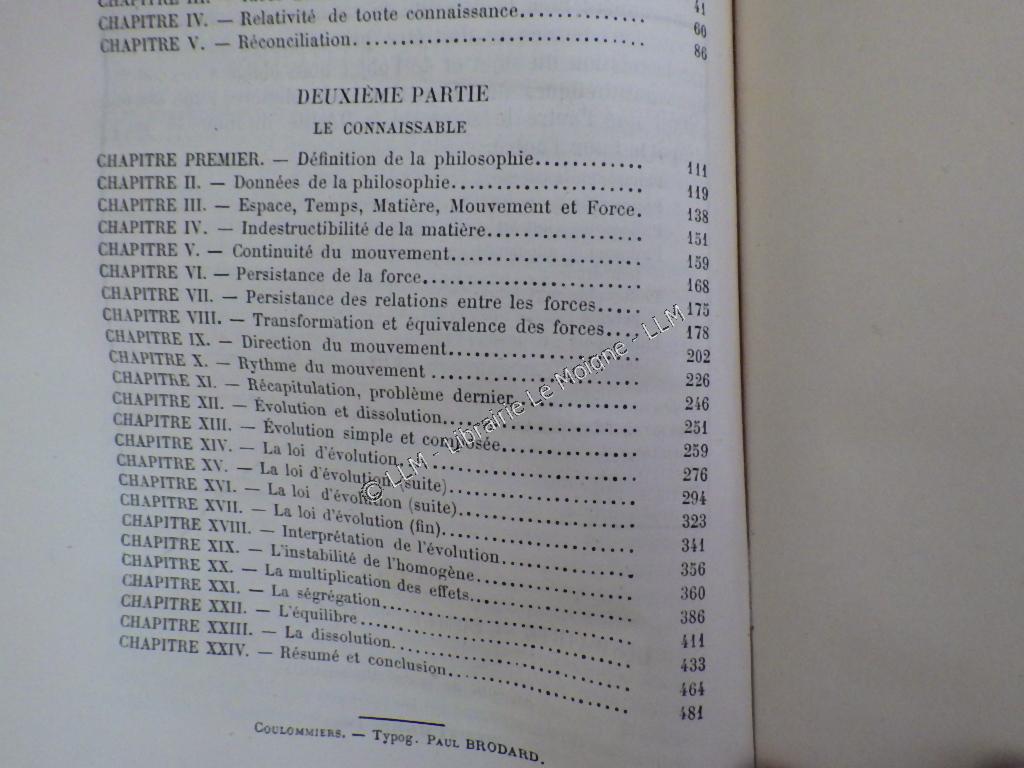 CHAPITRE III. —
41
CHAPITRE IV. — Relativité de toute connaissance.................. 60
CHAPITRE V. — Réconciliation.................................... 86
DEUXIÈME PARTIE
LE CONNAISSABLE
CHAPITRE PREMIER. — Définition de la philosophie............ 111
CHAPITRE II. — Données de la philosophie..................... 119
CHAPITRE III. — Espace, Temps, Matière, Mouvement et Force. 138
CHAPITRE IV. — Indestructibilité de la matière................. 151
CHAPITRE V. — Continuité du mouvement..................... 159
CHAPITRE VI. — Persistance de la force........................ 168
CHAPITRE VII. — Persistance des relations entre les forces..... 175
CHAPITRE VIII. — Transformation et équivalence des forces.... 178
CHAPITRE IX. — Direction du mouvement..................... 202
CHAPITRE X. — Rythme du mouvement ....................... 226
CHAPITRE XI. — Récapitulation, problème dernier.............. 246
CHAPITRE XII. — Évolution et dissolution...................... 251
CHAPITRE XIII. — Évolution simple et composée............... 259
CHAPITRE XIV. — La loi d'évolution........................... 276
CHAPITRE XV. — La loi d'évolution (suite)..................... 294
CHAPITRE XVI. — La loi d'évolution (suite).................... 323
CHAPITRE XVII. — La loi d'évolution (fin)..................... 341
CHAPITRE XVIII. — Interprétation de l'évolution............... 356
CHAPITRE XIX. — L'instabilité de l'homogène.................. 360
CHAPITRE XX. — La multiplication des effets................... 386
CHAPITRE XXI. — La ségrégation............................. 411
CHAPITRE XXII. — L'équilibre................................ 433
CHAPITRE XXIII. — La dissolution............................ 464
CHAPITRE XXIV. — Résumé et conclusion..................... 481
COULOMMIERS. — Typog. PAUL BRODARD.
© LLM - Librairie Le Moigne - LLM